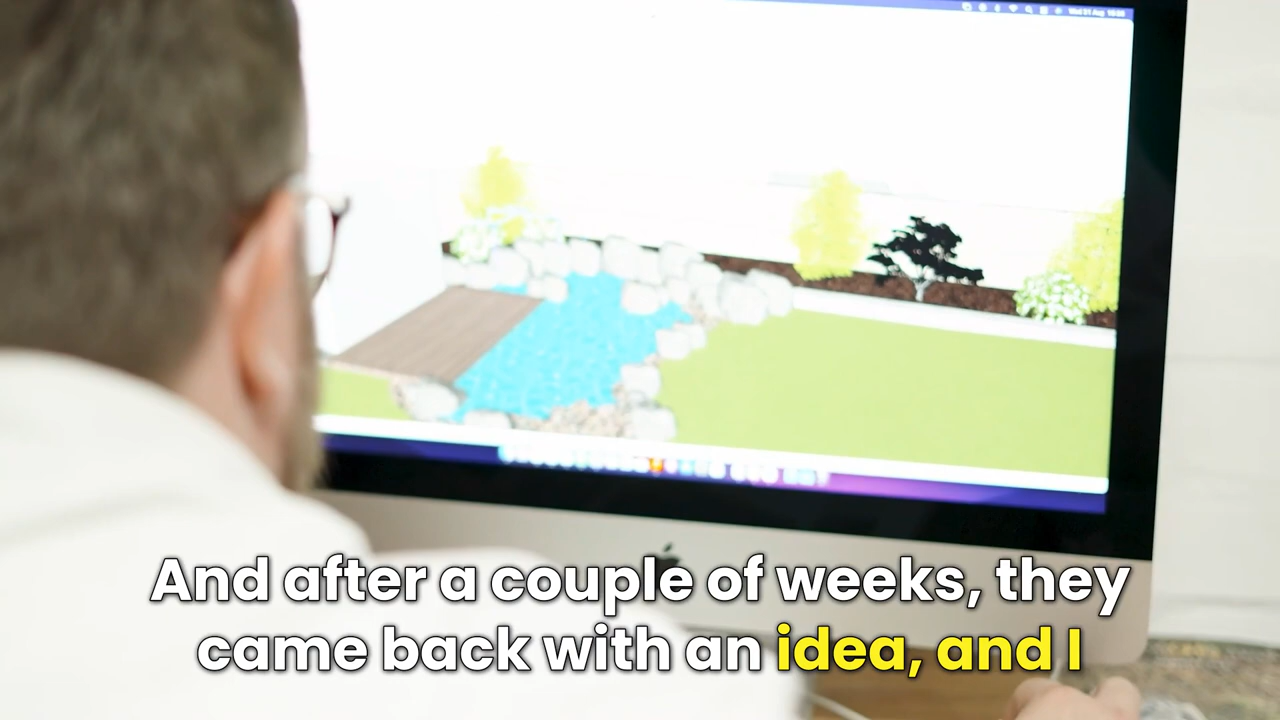 And after a couple of weeks, they
came back with an idea, and I